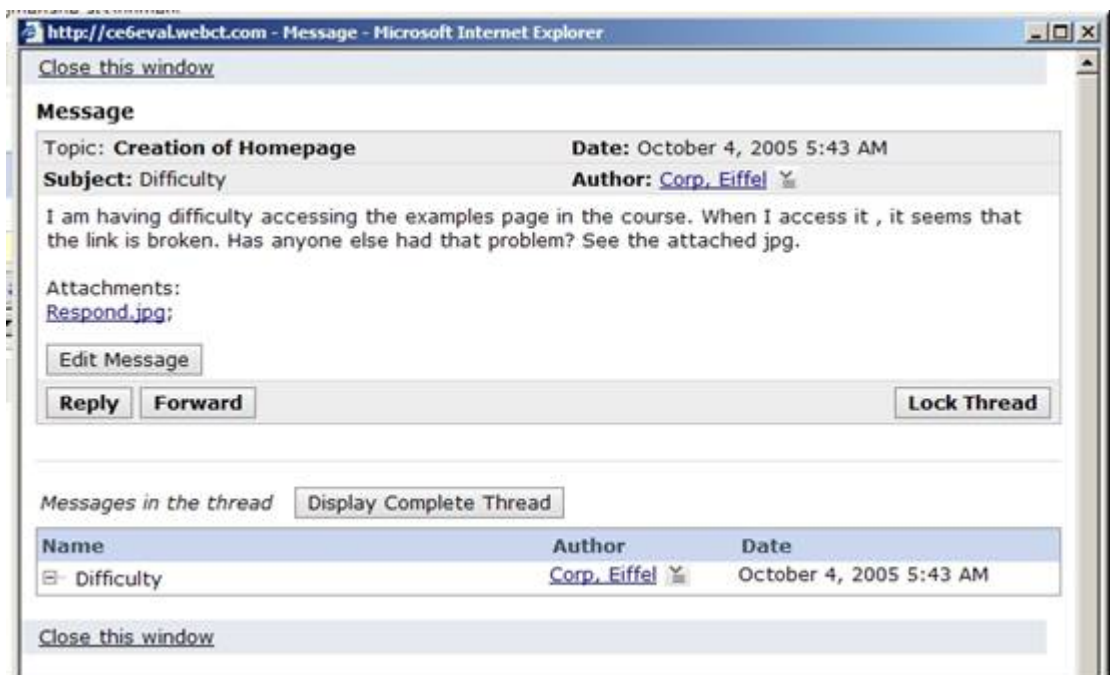 http://ce6eval.webct.com - Message - Microsoft Internet Explorer
Close this window
Message
Topic: Creation of Homepage Date: October 4, 2005 5:43 AM
Subject: Difficulty Author: Corp, Eiffel
I am having difficulty accessing the examples page in the course. When I access it , it seems that
the link is broken. Has anyone else had that problem? See the attached jpg.
Attachments:
Respond.jpg;
Edit Message
Reply Forward Lock Thread
Messages in the thread Display Complete Thread
Name Author Date
Difficulty Corp, Eiffel October 4, 2005 5:43 AM
Close this window